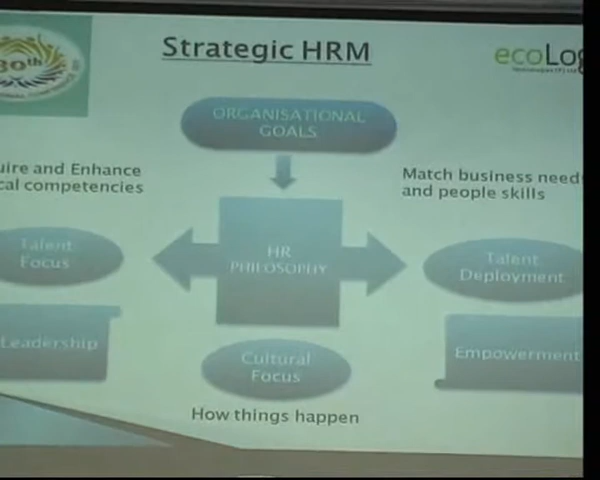 30th
Strategic HRM
ecoLog
ORGANISATIONAL
GOALS
uire and Enhance
cal competencies
Match business need
and people skills
Talent
Focus
HR
PHILOSOPHY
Talent
Deployment
Leadership
Cultural
Focus
Empowerment
How things happen